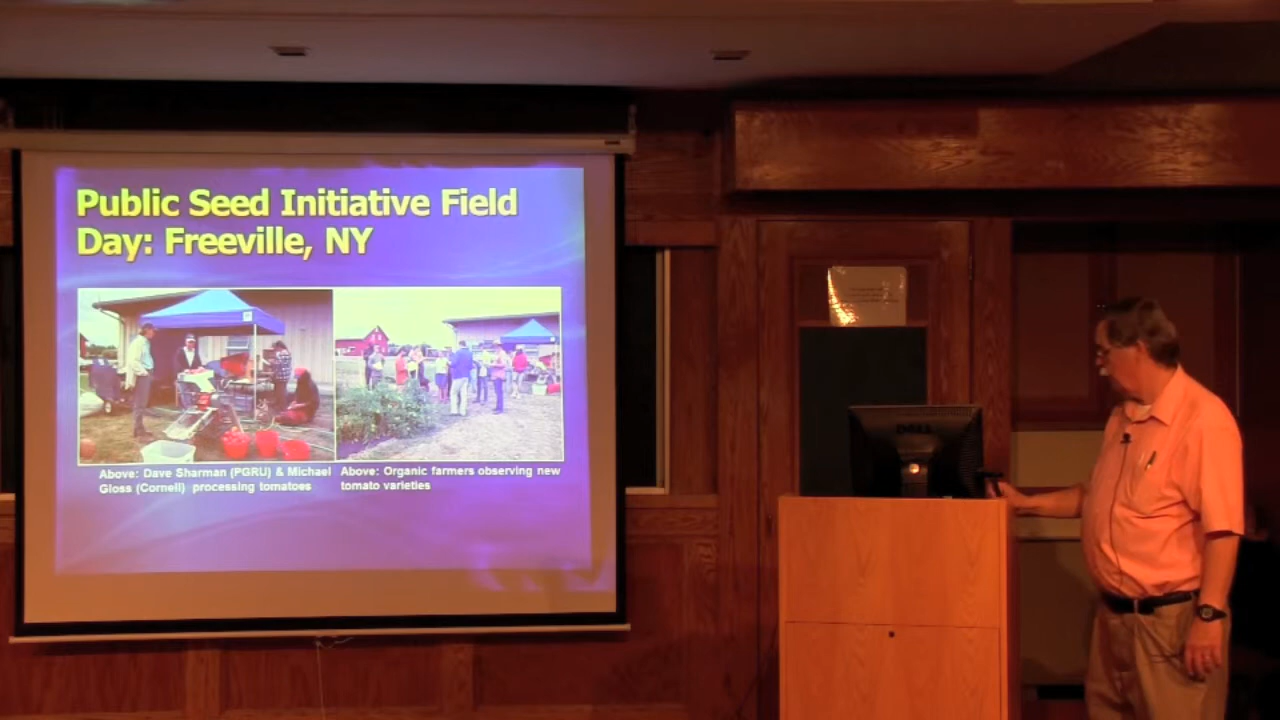 Public Seed Initiative Field
Day: Freeville, NY
Above: Dave Sharman (PGRU) & Michael
Gloss (Cornell) processing tomatoes
Above: Organic farmers observing new
tomato varieties
DELL